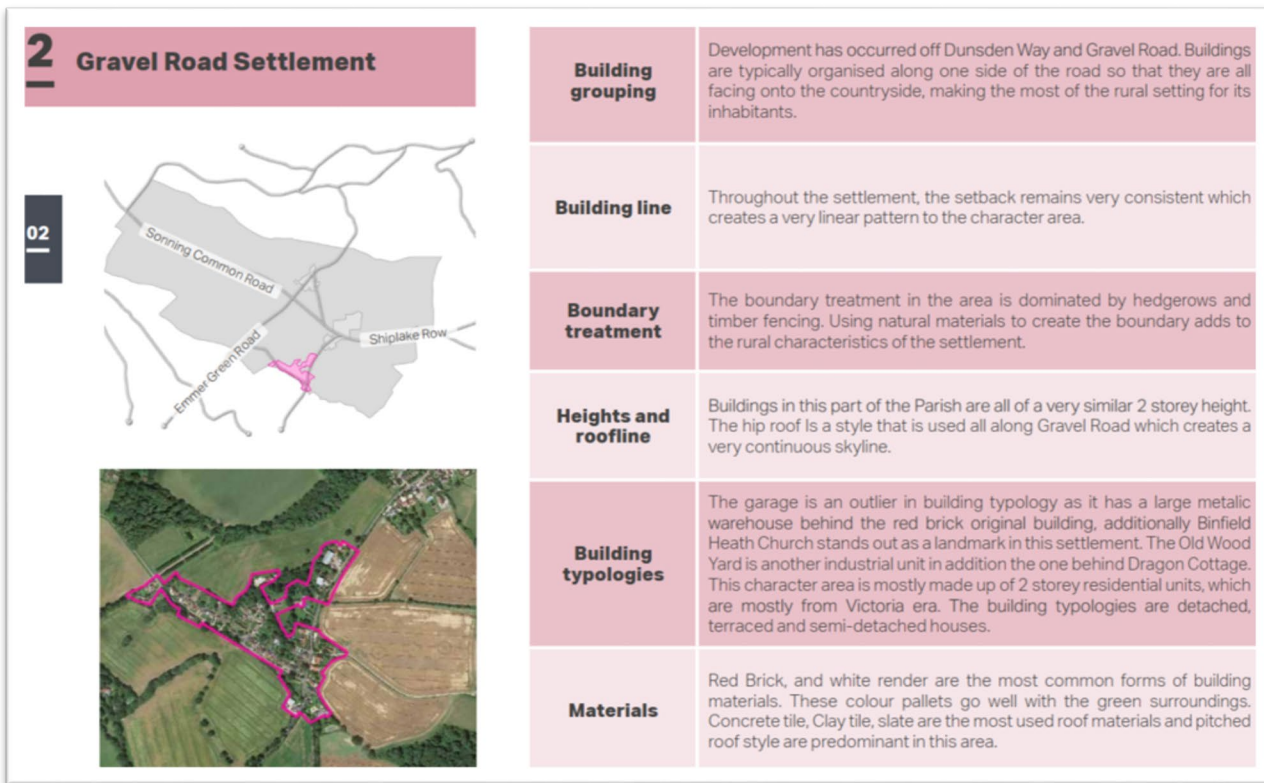 2 Gravel Road Settlement
02
Sonning Common Road
Shiplake Row
Emmer Green Road
Building
grouping
Development has occurred off Dunsden Way and Gravel Road. Buildings
are typically organised along one side of the road so that they are all
facing onto the countryside, making the most of the rural setting for its
inhabitants.
Building line
Throughout the settlement, the setback remains very consistent which
creates a very linear pattern to the character area.
Boundary
treatment
The boundary treatment in the area is dominated by hedgerows and
timber fencing. Using natural materials to create the boundary adds to
the rural characteristics of the settlement.
Heights and
roofline
Buildings in this part of the Parish are all of a very similar 2 storey height.
The hip roof Is a style that is used all along Gravel Road which creates a
very continuous skyline.
Building
typologies
The garage is an outlier in building typology as it has a large metalic
warehouse behind the red brick original building, additionally Binfield
Heath Church stands out as a landmark in this settlement. The Old Wood
Yard is another industrial unit in addition the one behind Dragon Cottage.
This character area is mostly made up of 2 storey residential units, which
are mostly from Victoria era. The building typologies are detached,
terraced and semi-detached houses.
Materials
Red Brick, and white render are the most common forms of building
materials. These colour pallets go well with the green surroundings.
Concrete tile, Clay tile, slate are the most used roof materials and pitched
roof style are predominant in this area.